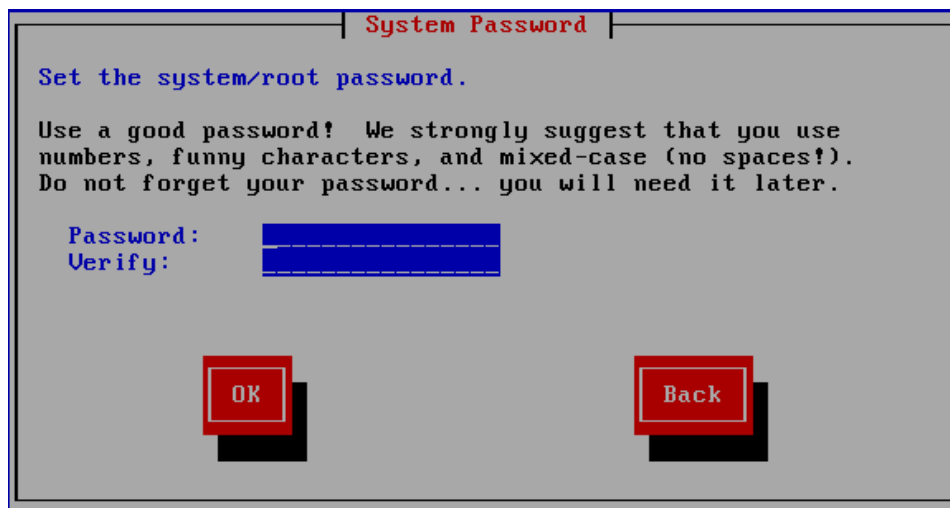 System Password
Set the system/root password.
Use a good password!  We strongly suggest that you use
numbers, funny characters, and mixed-case (no spaces!).
Do not forget your password... you will need it later.
Password: ________________
Verify: ________________
OK
Back